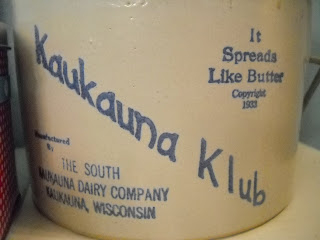 Kaukauna Klub
It
Spreads
Like Butter
Copyright
1933
Manufactured
By
THE SOUTH
KAUKAUNA DAIRY COMPANY
KAUKAUNA, WISCONSIN